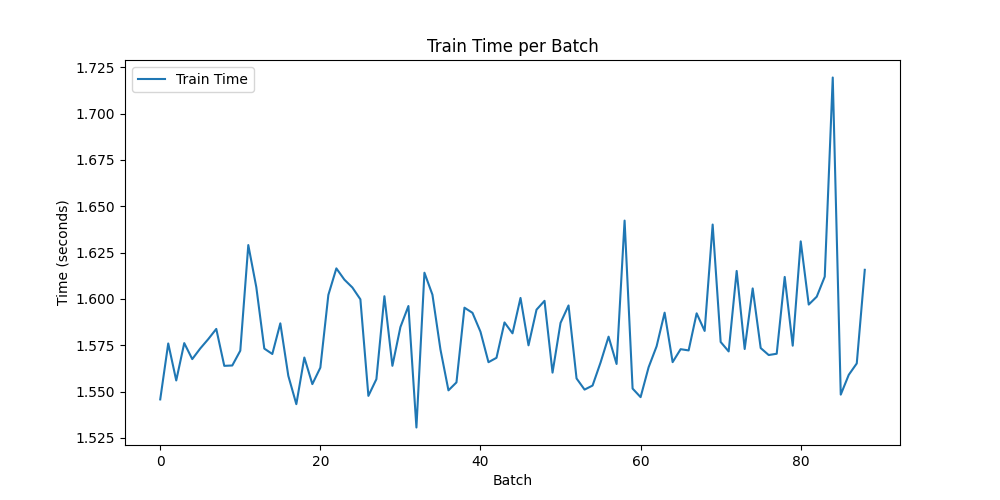 Train Time per Batch
Train Time
Time (seconds)
1.725
1.700
1.675
1.650
1.625
1.600
1.575
1.550
1.525
0 20 40 60 80
Batch